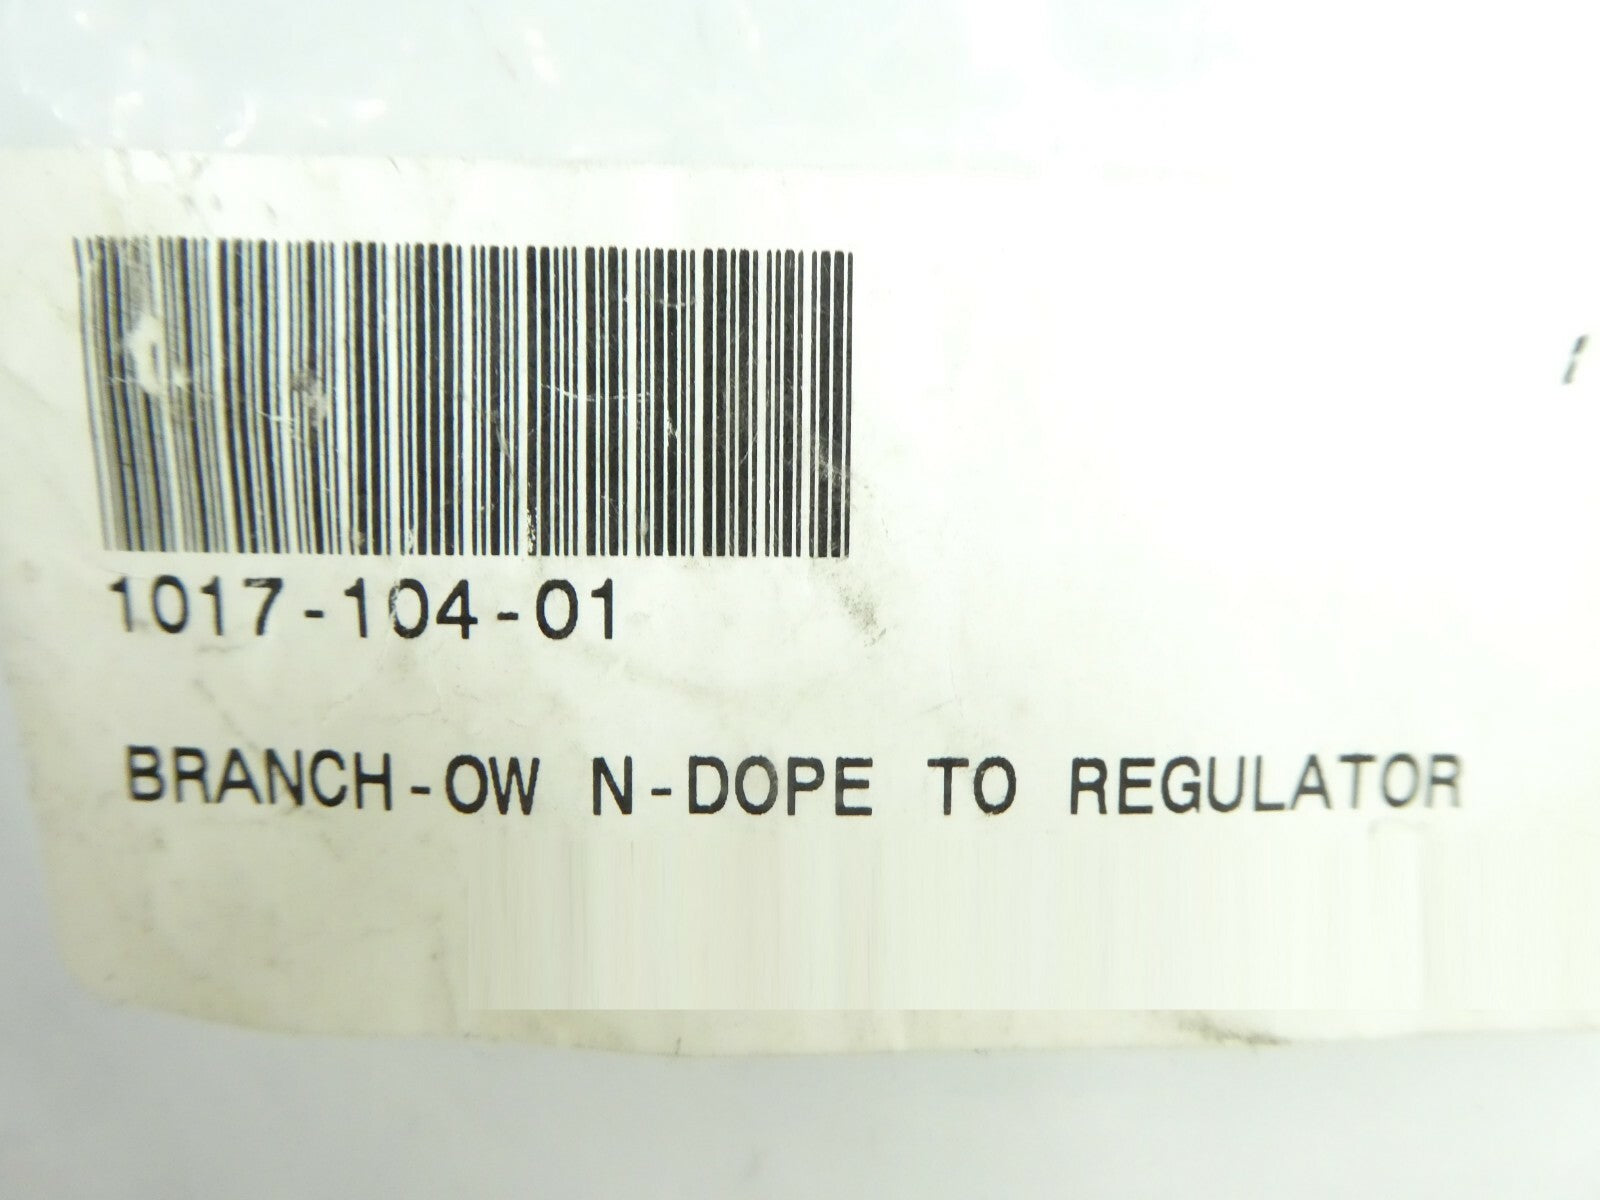 1017-104-01
BRANCH-OW N-DOPE TO REGULATOR